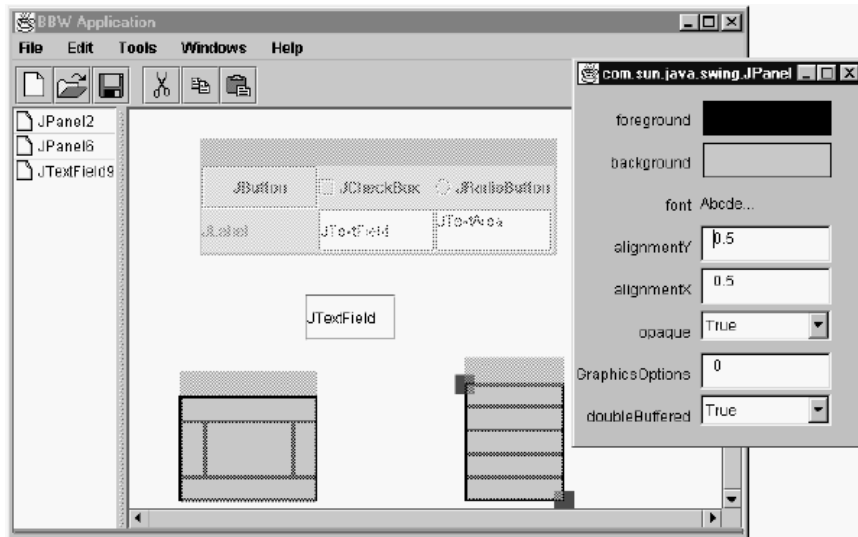 BBW Application
File Edit Tools Windows Help
JPanel2
JPanel6
JTextField9
JButton JCheckBox JRadioButton
JLabel JTextField JTextArea
JTextField
com.sun.java.swing.JPanel
foreground
background
font Abcde...
alignmentY 0.5
alignmentX 0.5
opaque True
GraphicsOptions 0
doubleBuffered True